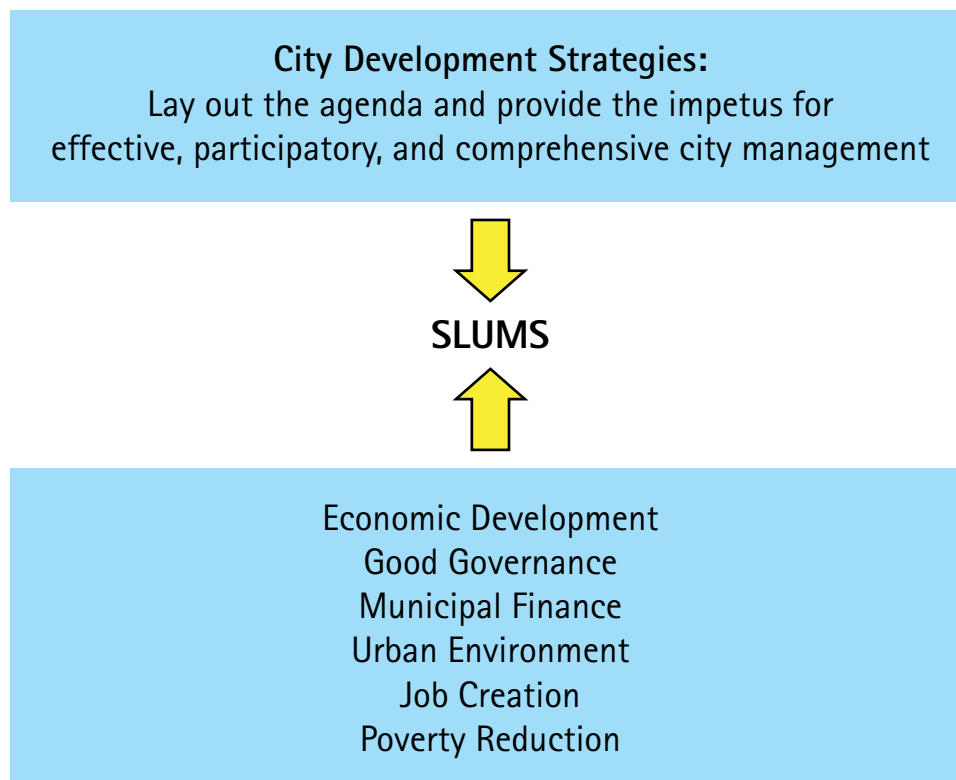 City Development Strategies:
Lay out the agenda and provide the impetus for
effective, participatory, and comprehensive city management
SLUMS
Economic Development
Good Governance
Municipal Finance
Urban Environment
Job Creation
Poverty Reduction